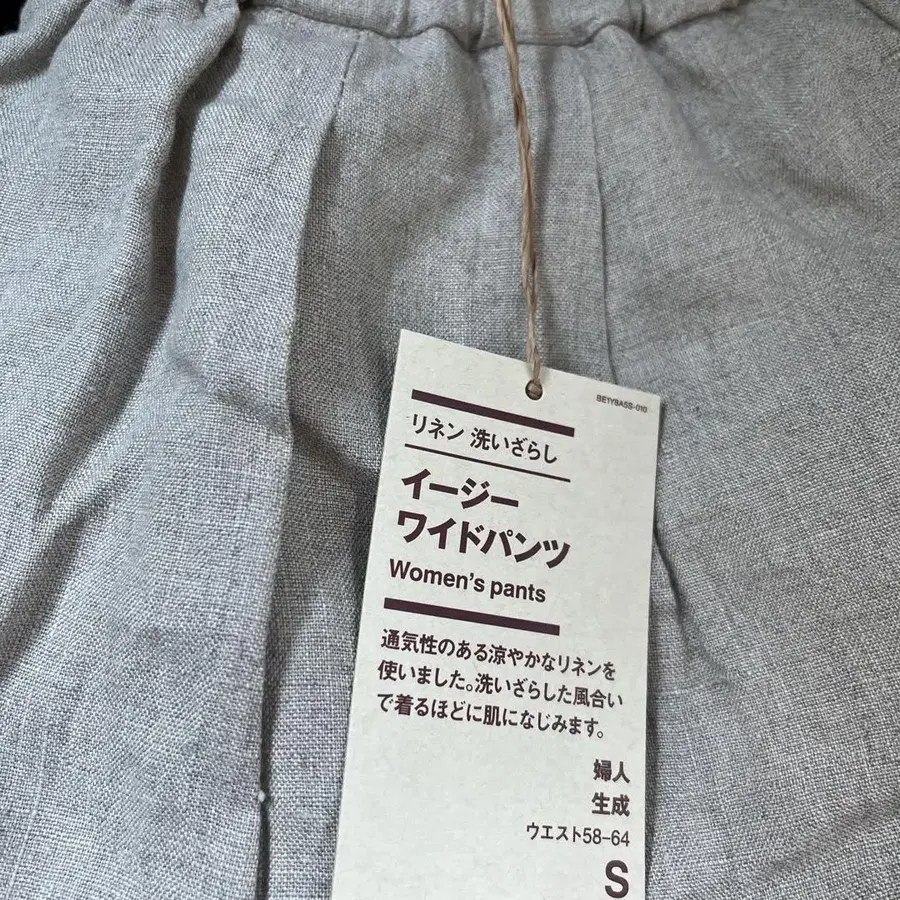 BE1Y8A5S-010
リネン 洗いざらし
イージー
ワイドパンツ
Women's pants
通気性のある涼やかなリネンを
使いました。洗いざらした風合い
で着るほどに肌になじみます。
婦人
生成
ウエスト58-64
S